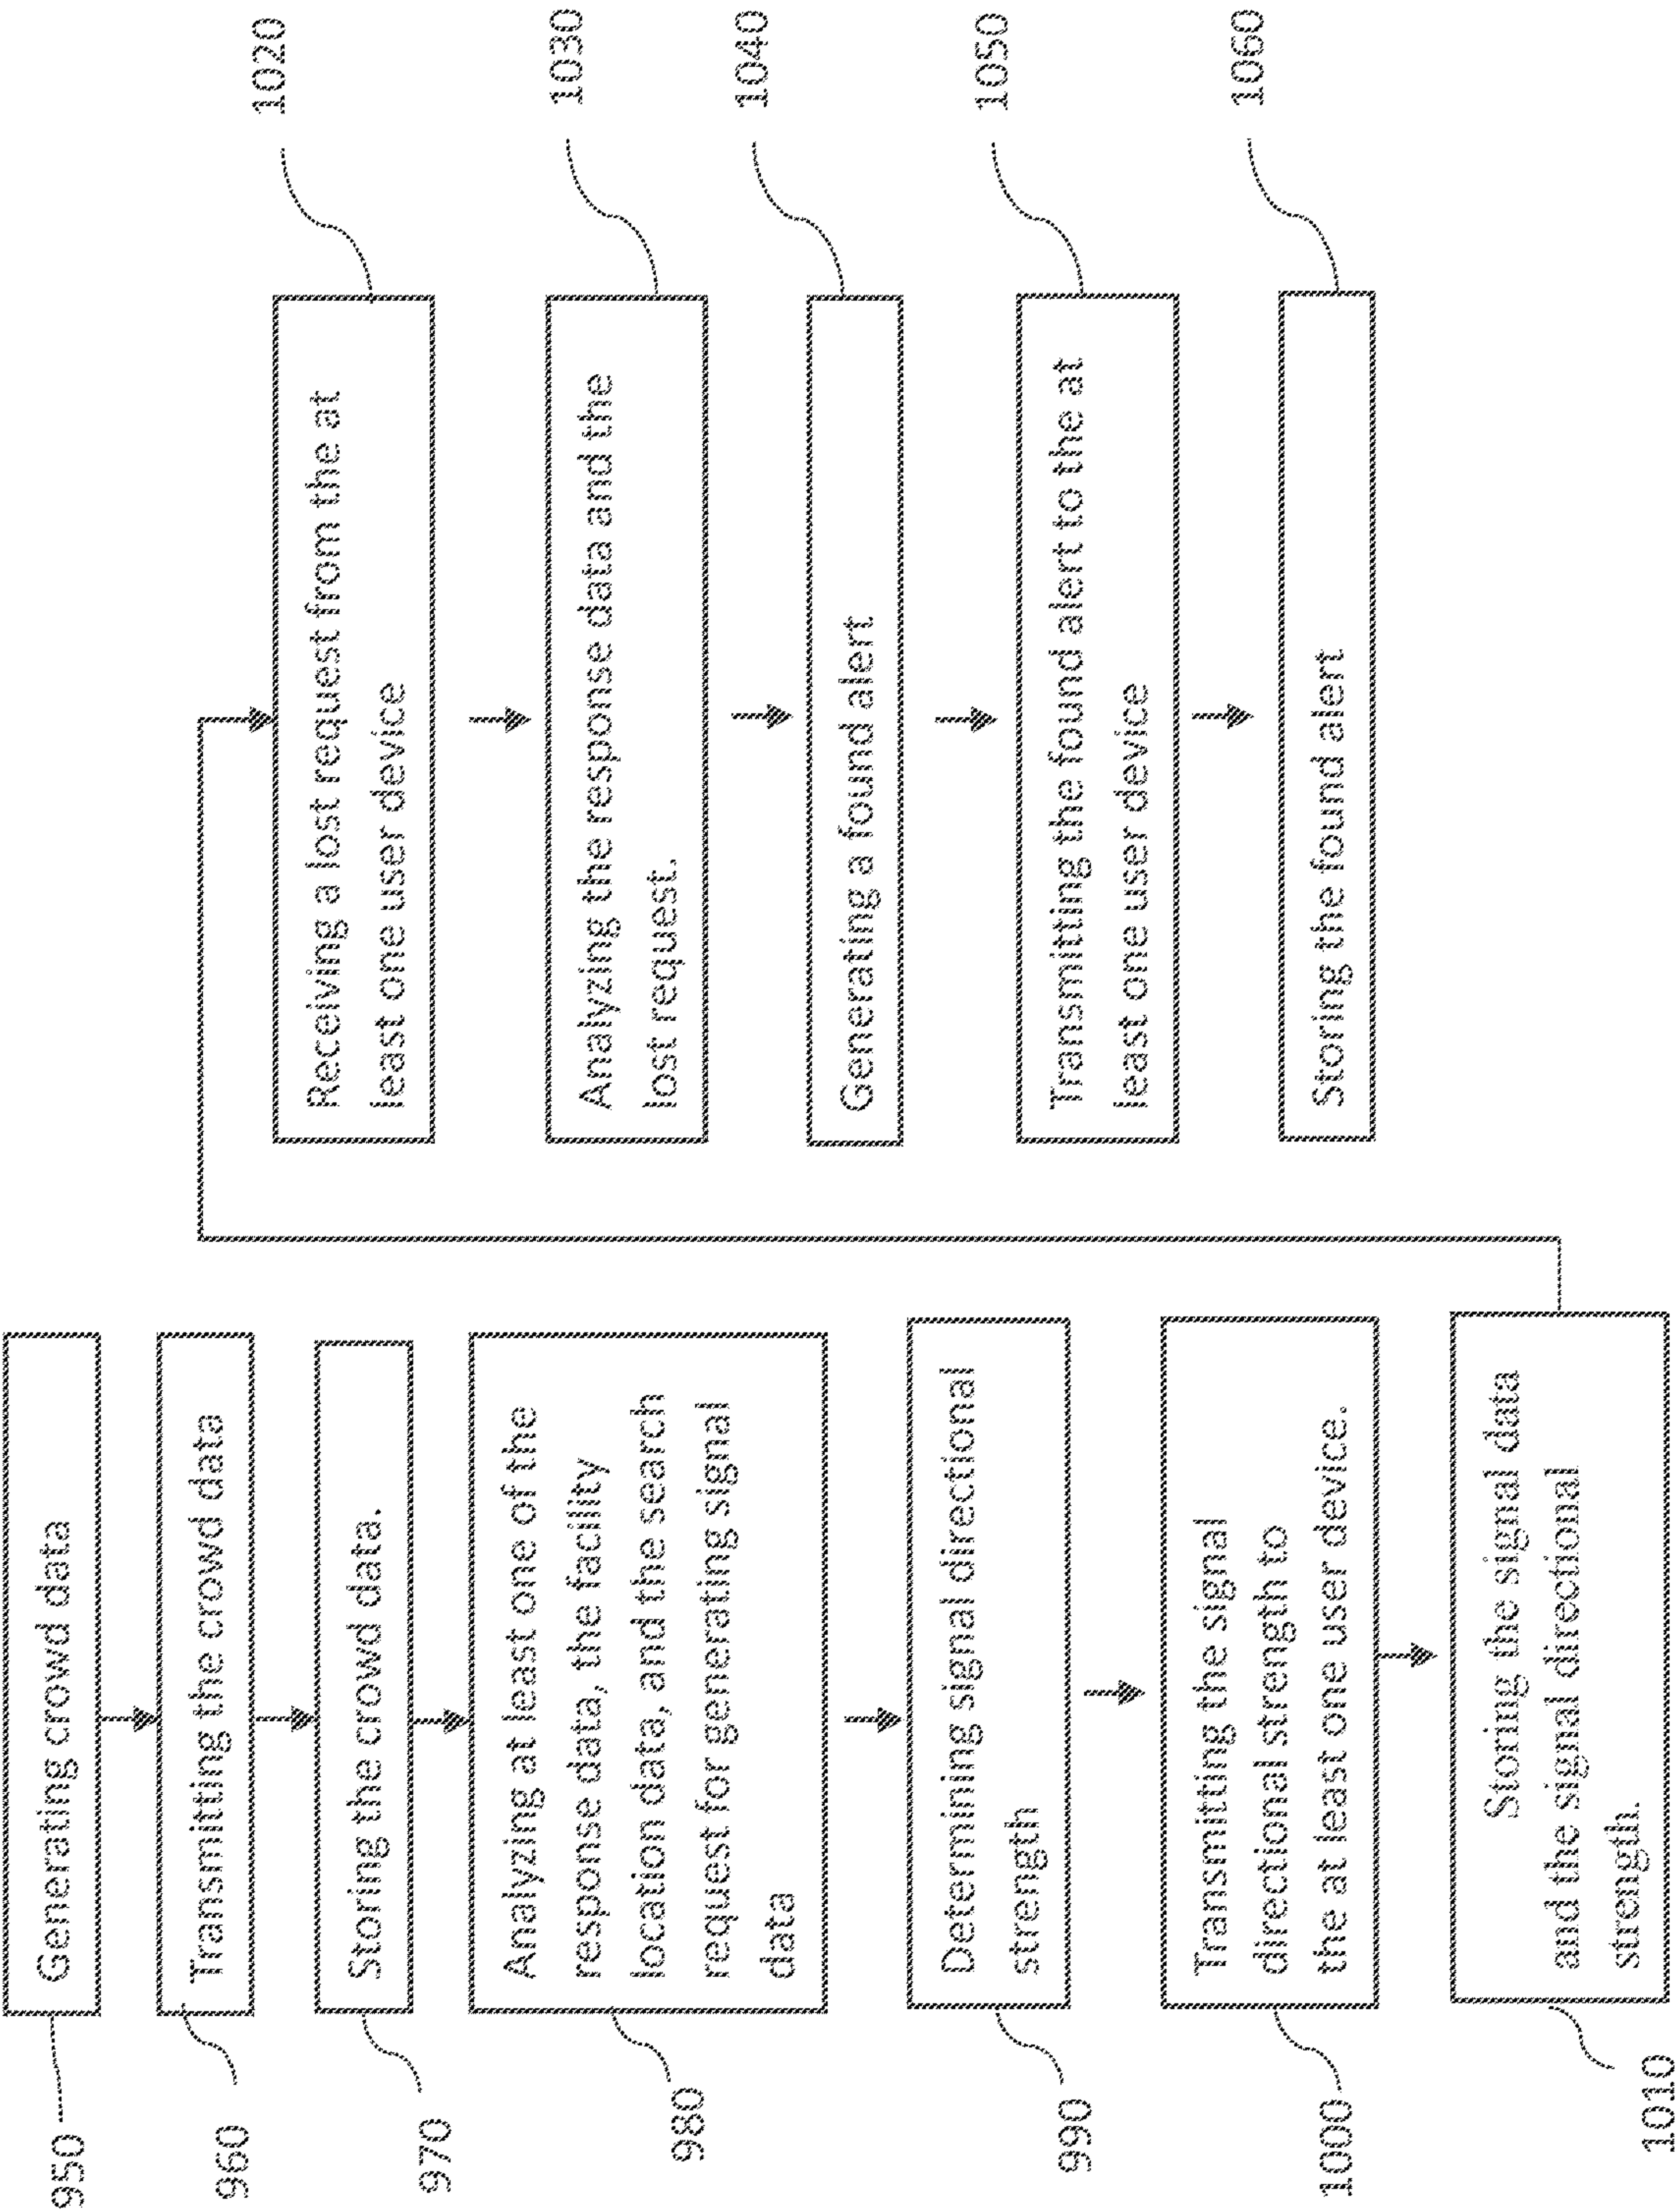 950
Generating crowd data
960
Transmitting the crowd data
970
Storing the crowd data.
980
Analyzing at least one of the
response data, the facility
location data, and the search
request for generating signal
data
990
Determining signal directional
strength
1000
Transmitting the signal
directional strength to
the at least one user device.
1010
Storing the signal data
and the signal directional
strength.
1020
Receiving a lost request from the at
least one user device
1030
Analyzing the response data and the
lost request.
1040
Generating a found alert
1050
Transmitting the found alert to the at
least one user device
1060
Storing the found alert